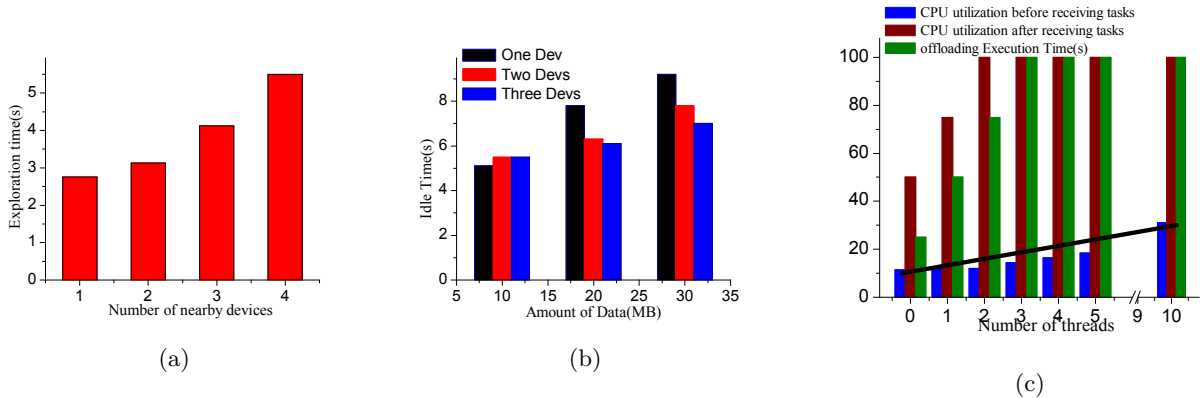 Exploration time(s)
5
4
3
2
1
0
1 2 3 4
Number of nearby devices
(a)
One Dev
Two Devs
Three Devs
Idle Time(s)
8
6
4
2
0
5 10 15 20 25 30 35
Amount of Data(MB)
(b)
CPU utilization before receiving tasks
CPU utilization after receiving tasks
offloading Execution Time(s)
100
80
60
40
20
0
0 1 2 3 4 5 9 10
Number of threads
(c)